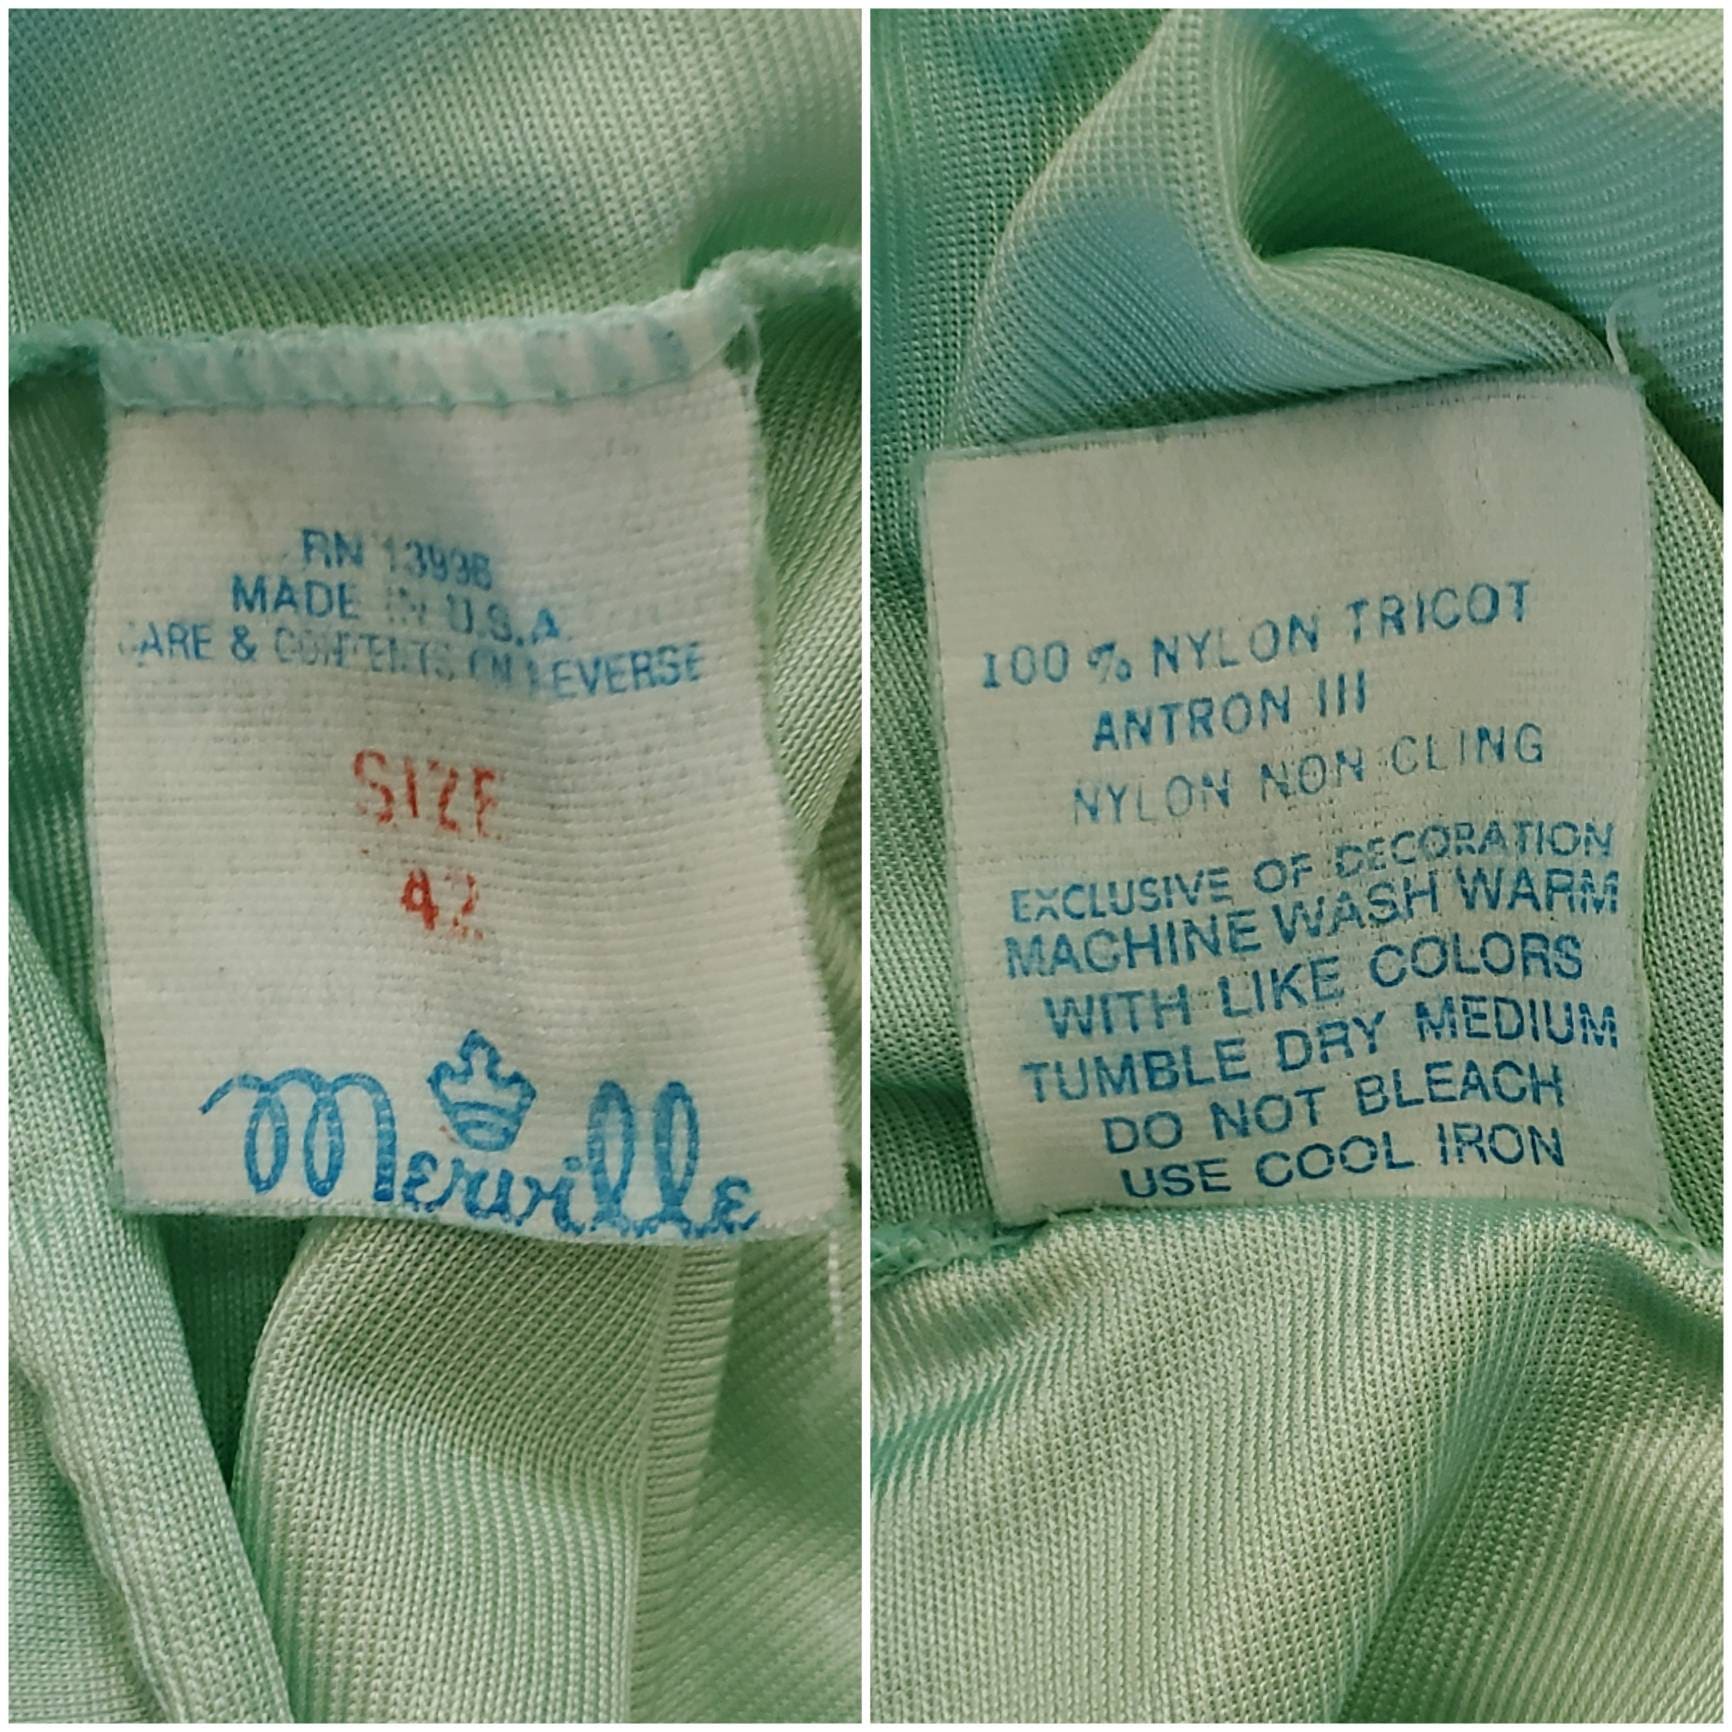 RN 13998
MADE IN U.S.A.
CARE & CONTENTS ON REVERSE
SIZE
42
Merville
100 % NYLON TRICOT
ANTRON III
NYLON NON CLING
EXCLUSIVE OF DECORATION
MACHINE WASH WARM
WITH LIKE COLORS
TUMBLE DRY MEDIUM
DO NOT BLEACH
USE COOL IRON